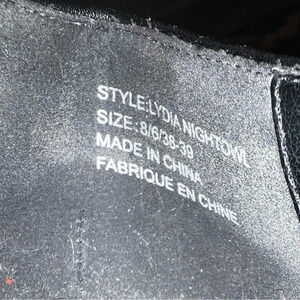 STYLE:LYDIA NIGHTOWL
SIZE: 8/6/38-39
MADE IN CHINA
FABRIQUE EN CHINE